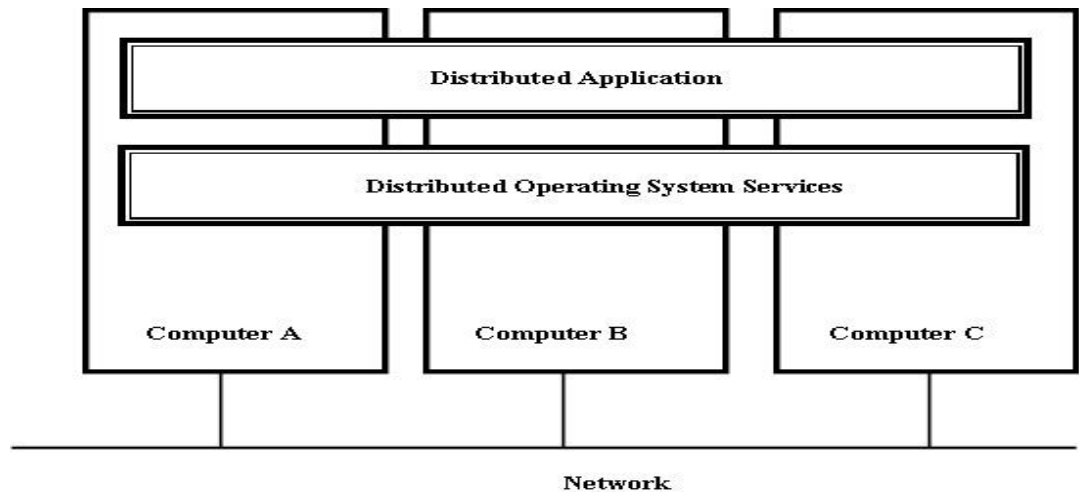 Distributed Application
Distributed Operating System Services
Computer A
Computer B
Computer C
Network